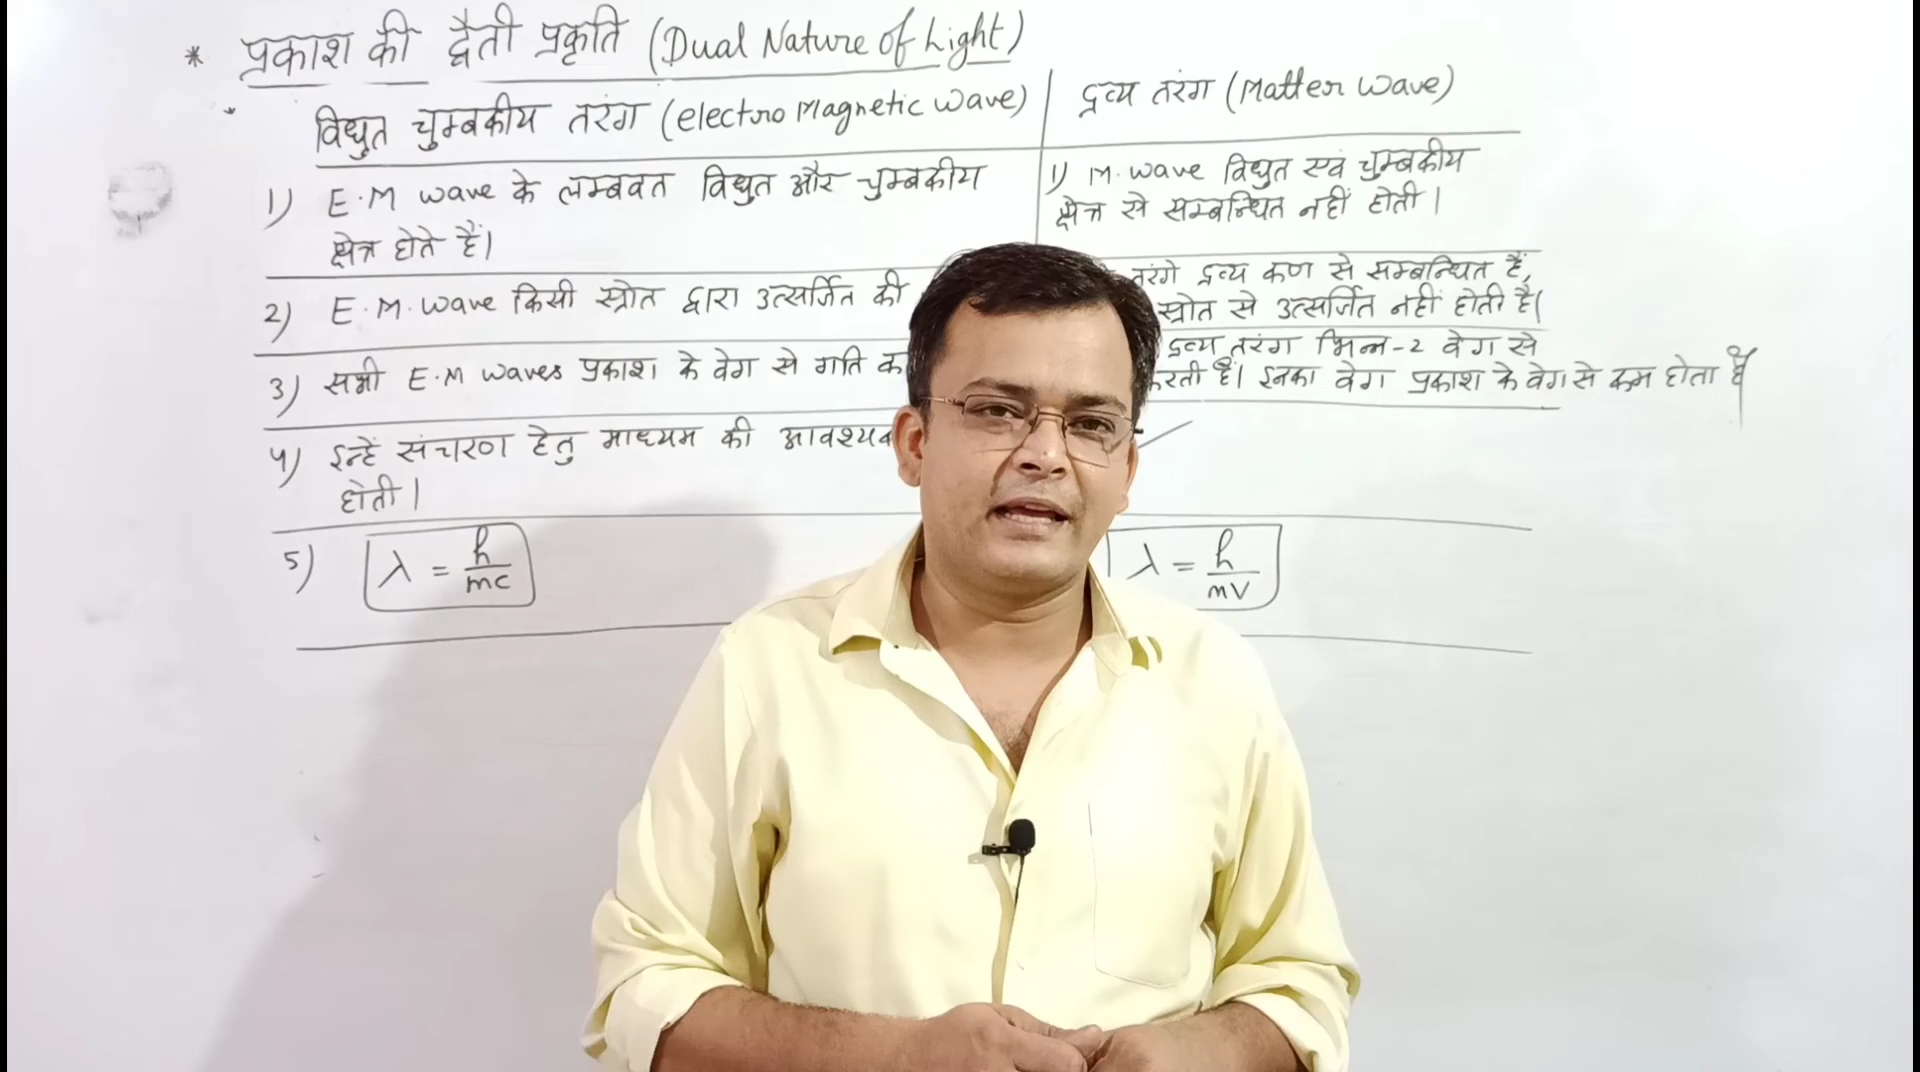 * प्रकाश की द्वैती प्रकृति (Dual Nature of Light)
विधुत चुम्बकीय तरंग (electro Magnetic wave)
द्रव्य तरंग (Matter wave)
1) E.M wave के लम्बवत विधुत और चुम्बकीय
क्षेत्र होते हैं।
1) M. wave विधुत एवं चुम्बकीय
क्षेत्र से सम्बन्धित नहीं होती।
2) E.M. wave किसी स्रोत द्वारा उत्सर्जित की
तरंगे द्रव्य कण से सम्बन्धित हैं,
स्रोत से उत्सर्जित नहीं होती है।
3) सभी E.M waves प्रकाश के वेग से गति
द्रव्य तरंग भिन्न-2 वेग से
करती हैं। इनका वेग प्रकाश के वेग से कम होता है
4) इन्हें संचारण हेतु माध्यम की
होती।
5) λ = h/mc
λ = h/mv